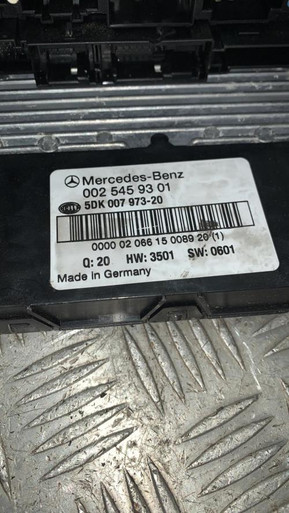 Mercedes-Benz
002 545 93 01
5DK 007 973-20
0000 02 066 15 0089 20 (1)
Q: 20 HW: 3501 SW: 0601
Made in Germany